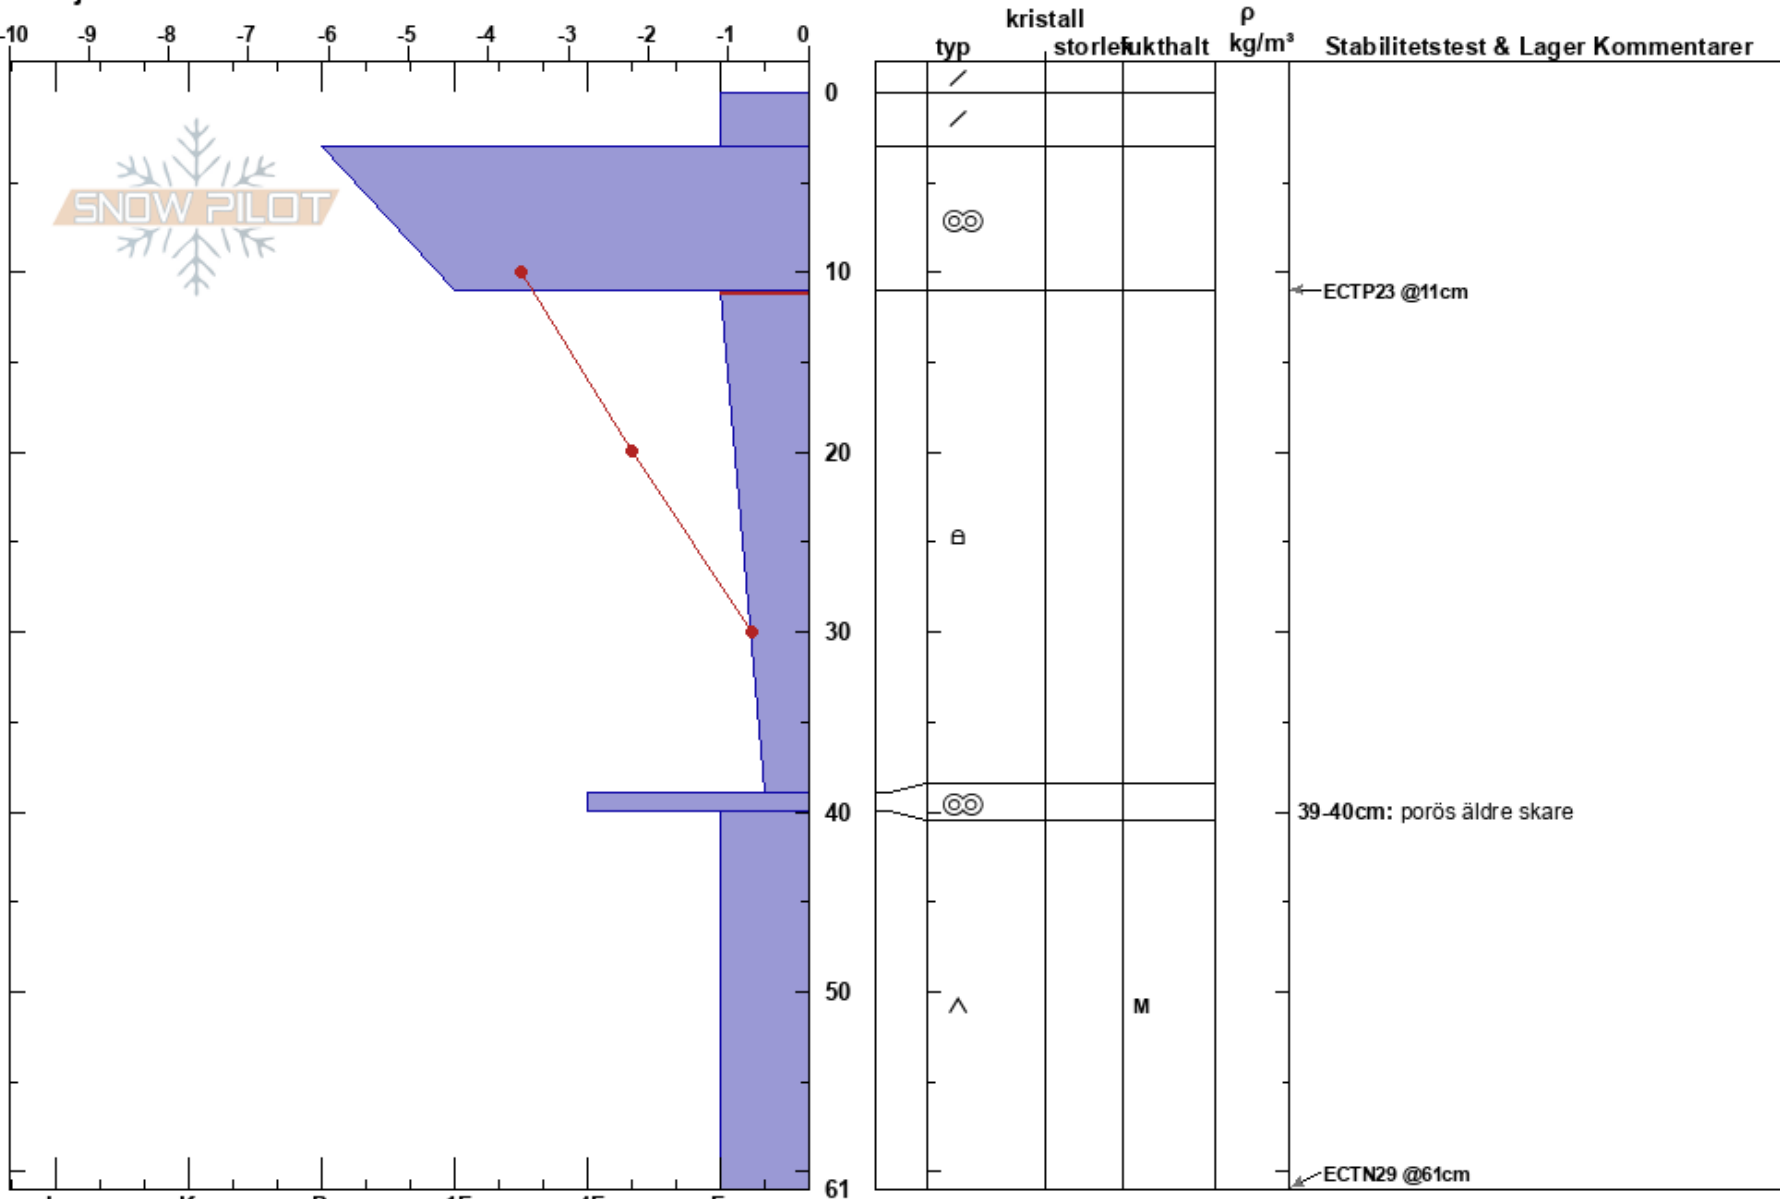 kristall ρ
-10 -9 -8 -7 -6 -5 -4 -3 -2 -1 0 typ storlek fukthalt kg/m³ Stabilitetstest & Lager Kommentarer
0
SNOW PILOT
10
ECTP23 @11cm
20
30
40 39-40cm: porös äldre skare
50
M
ECTN29 @61cm
61